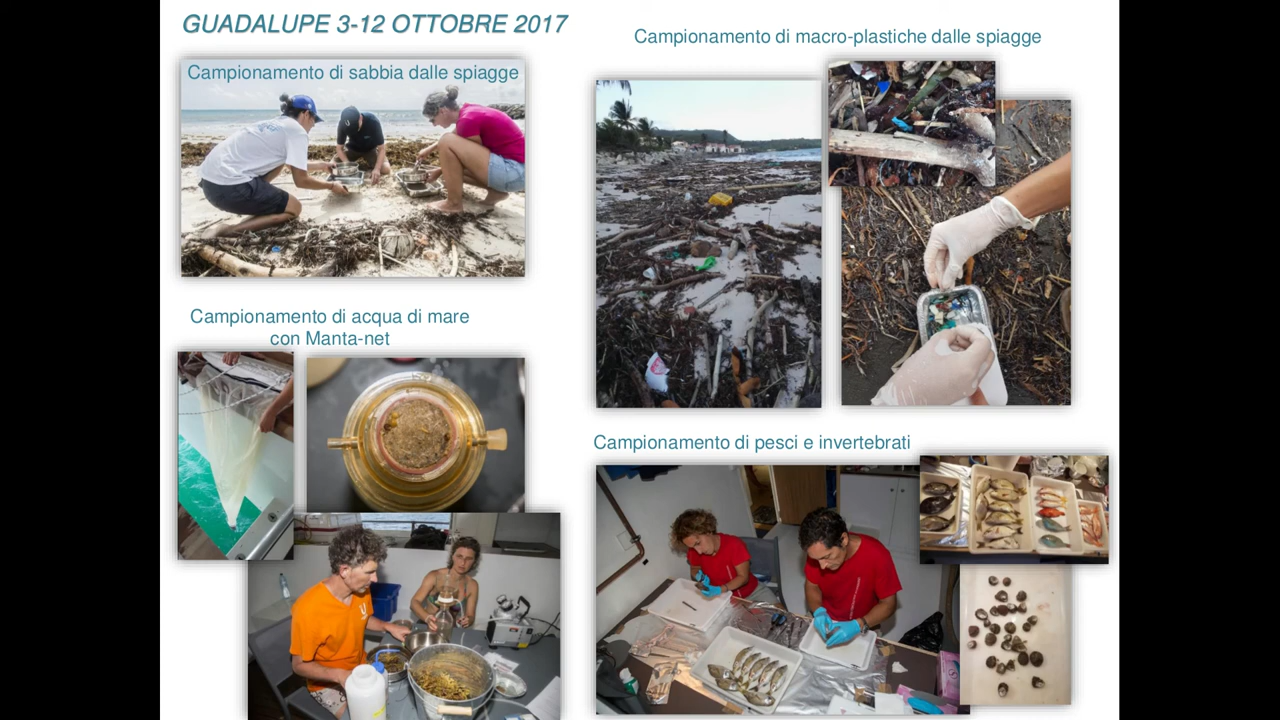 GUADALUPE 3-12 OTTOBRE 2017
Campionamento di sabbia dalle spiagge
Campionamento di macro-plastiche dalle spiagge
Campionamento di acqua di mare
con Manta-net
Campionamento di pesci e invertebrati